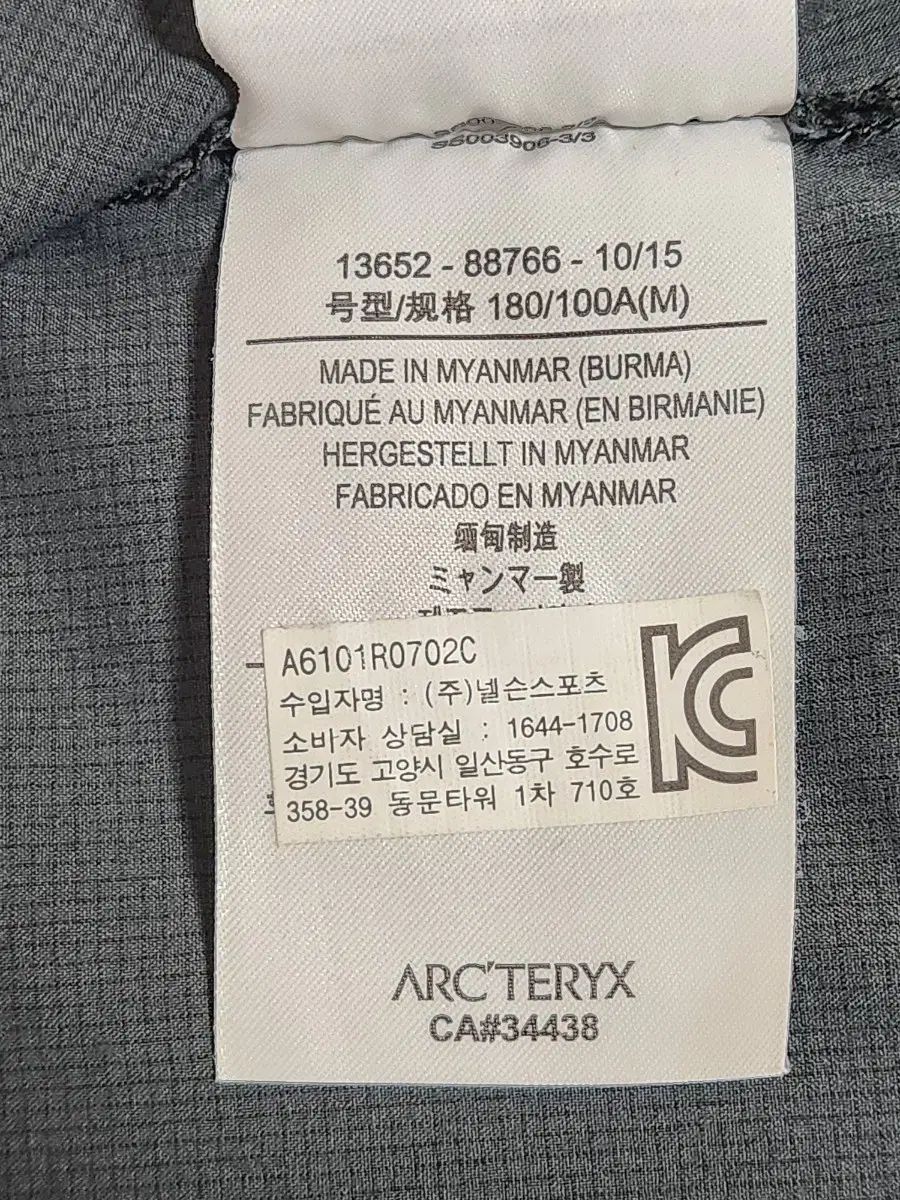 SS003906-3/3
13652 - 88766 - 10/15
号型/规格 180/100A(M)
MADE IN MYANMAR (BURMA)
FABRIQUÉ AU MYANMAR (EN BIRMANIE)
HERGESTELLT IN MYANMAR
FABRICADO EN MYANMAR
缅甸制造
ミャンマー製
A6101R0702C
수입자명 : (주)넬슨스포츠
소비자 상담실 : 1644-1708
경기도 고양시 일산동구 호수로
358-39 동문타워 1차 710호
ARC'TERYX
CA#34438